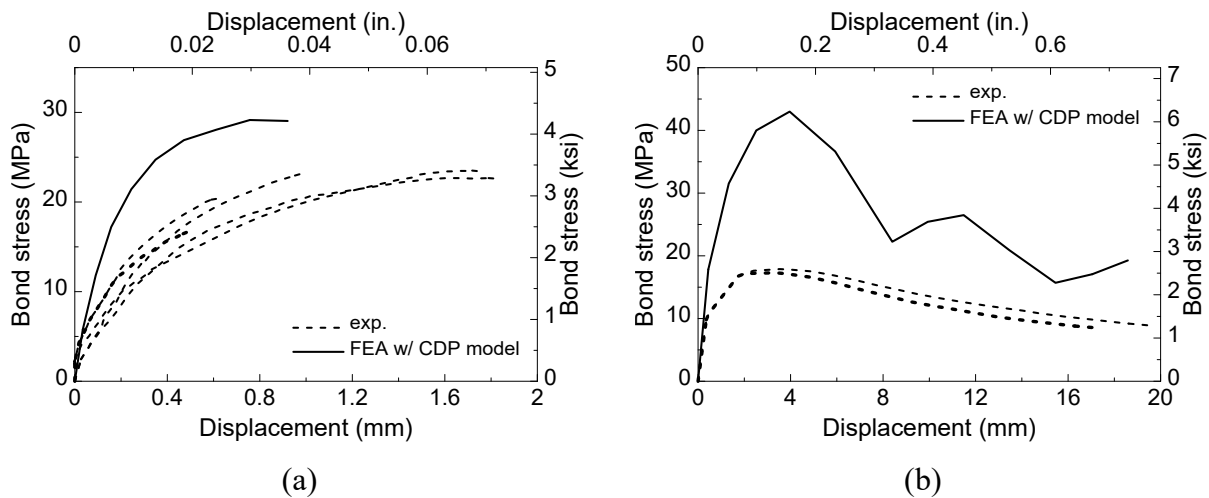 Displacement (in.)
0 0.02 0.04 0.06
Bond stress (MPa)
30
20
10
0
5
4
3
2
1
0
Bond stress (ksi)
exp.
FEA w/ CDP model
0 0.4 0.8 1.2 1.6 2
Displacement (mm)
(a)
Displacement (in.)
0 0.2 0.4 0.6
Bond stress (MPa)
50
40
30
20
10
0
7
6
5
4
3
2
1
0
Bond stress (ksi)
exp.
FEA w/ CDP model
0 4 8 12 16 20
Displacement (mm)
(b)